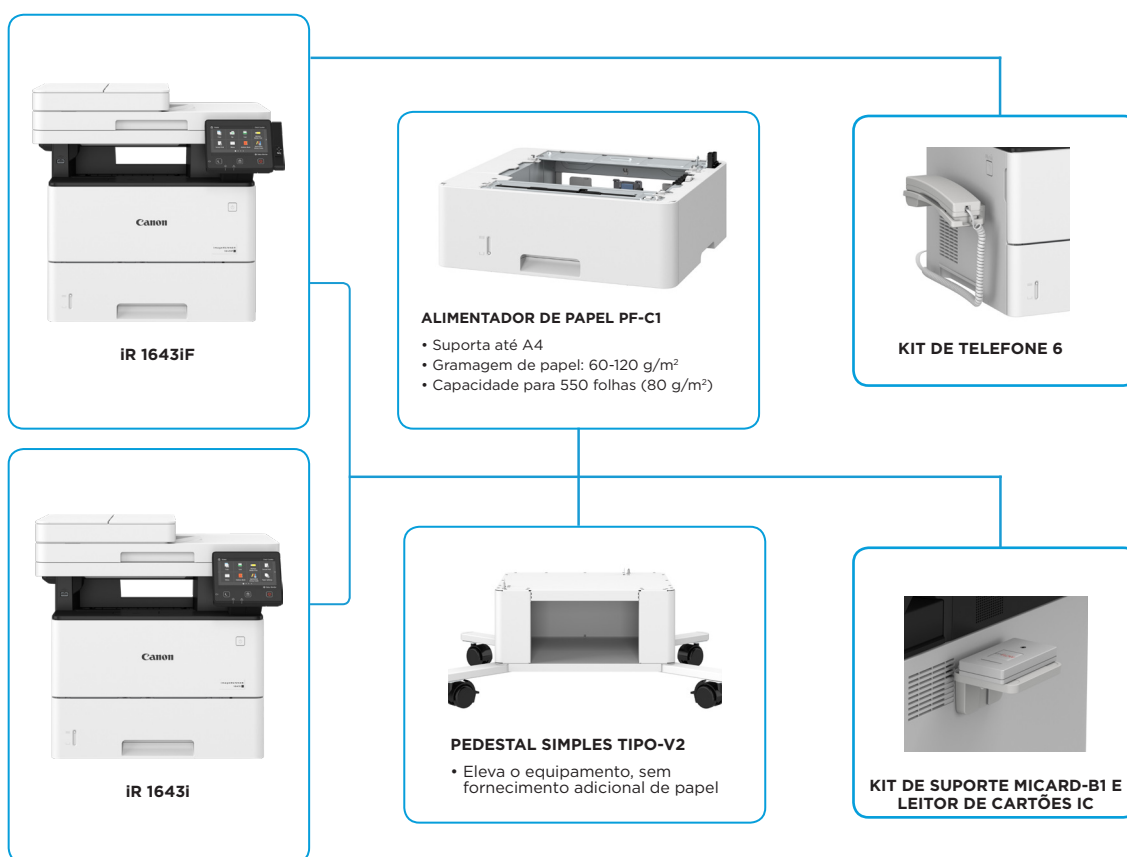 Canon
iR 1643iF
ALIMENTADOR DE PAPEL PF-C1
• Suporta até A4
• Gramagem de papel: 60-120 g/m²
• Capacidade para 550 folhas (80 g/m²)
KIT DE TELEFONE 6
Canon
iR 1643i
PEDESTAL SIMPLES TIPO-V2
• Eleva o equipamento, sem
fornecimento adicional de papel
KIT DE SUPORTE MICARD-B1 E
LEITOR DE CARTÕES IC